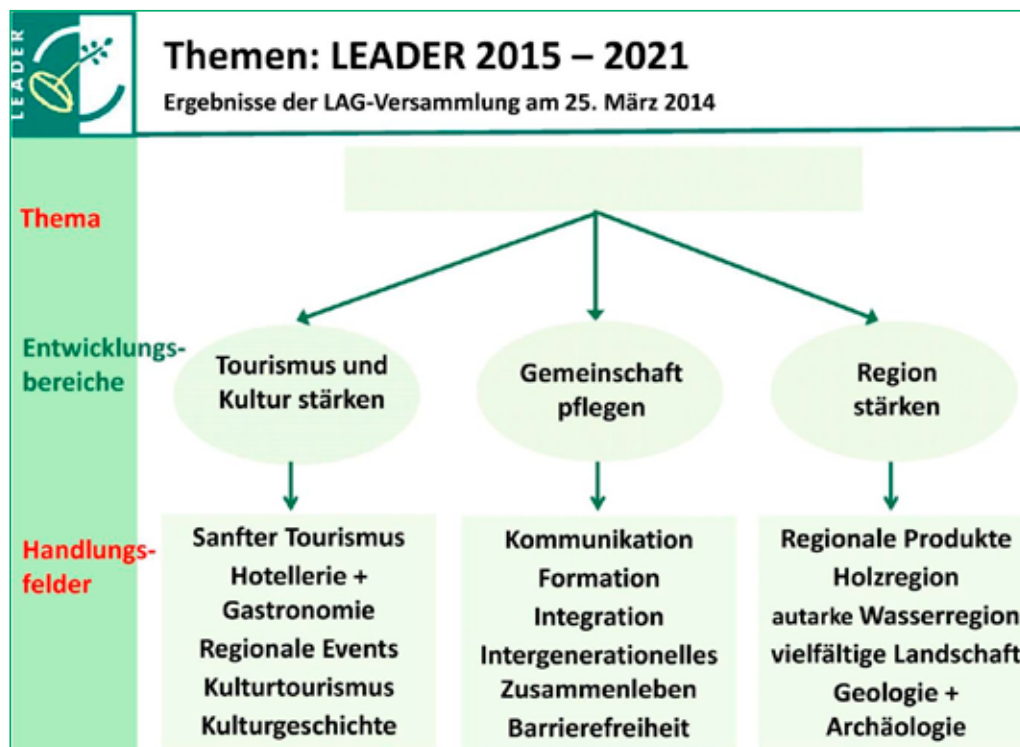 LEADER
Themen: LEADER 2015 – 2021
Ergebnisse der LAG-Versammlung am 25. März 2014
Thema
Entwicklungs-
bereiche
Tourismus und
Kultur stärken
Gemeinschaft
pflegen
Region
stärken
Handlungs-
felder
Sanfter Tourismus
Hotellerie +
Gastronomie
Regionale Events
Kulturtourismus
Kulturgeschichte
Kommunikation
Formation
Integration
Intergenerationelles
Zusammenleben
Barrierefreiheit
Regionale Produkte
Holzregion
autarke Wasserregion
vielfältige Landschaft
Geologie +
Archäologie